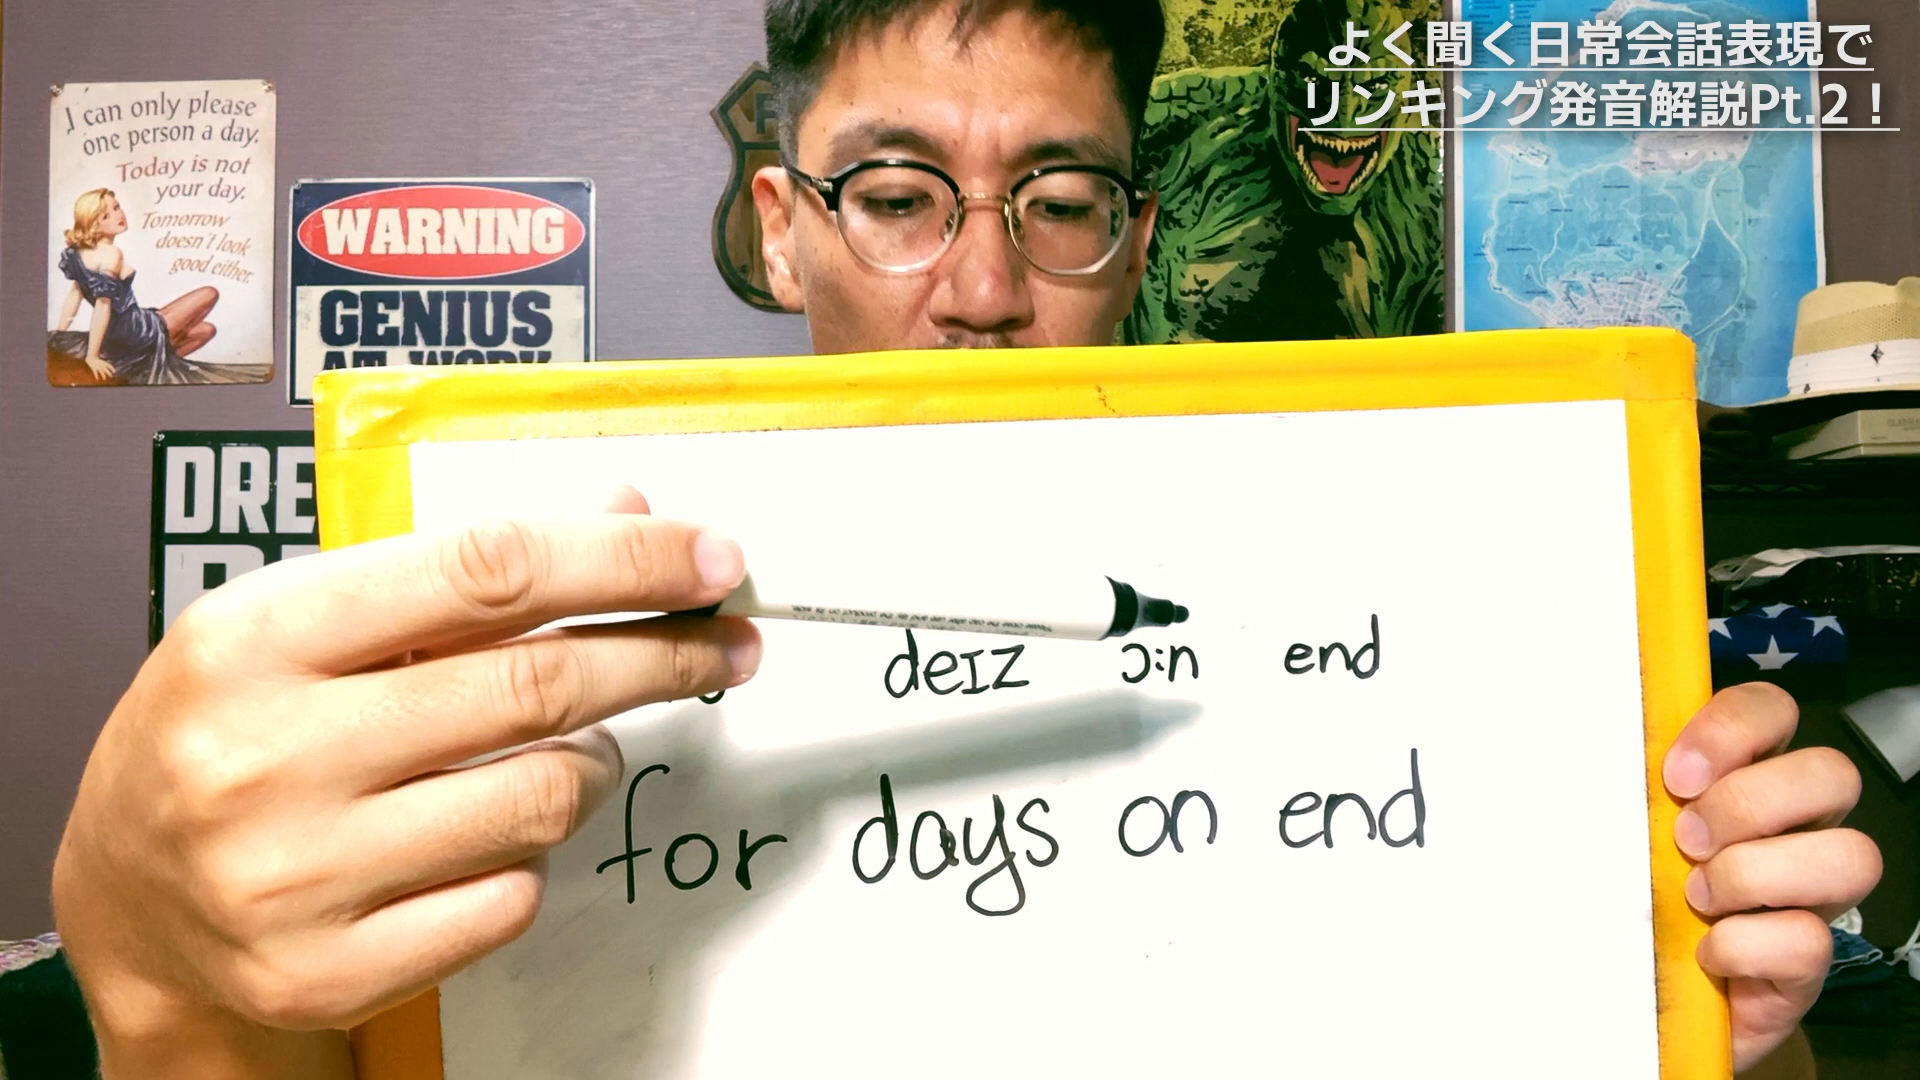 よく聞く日常会話表現で
リンキング発音解説Pt.2！
I can only please
one person a day.
Today is not
your day.
Tomorrow
doesn't look
good either.
WARNING
GENIUS
AT WORK
deɪz ɔːn end
for days on end